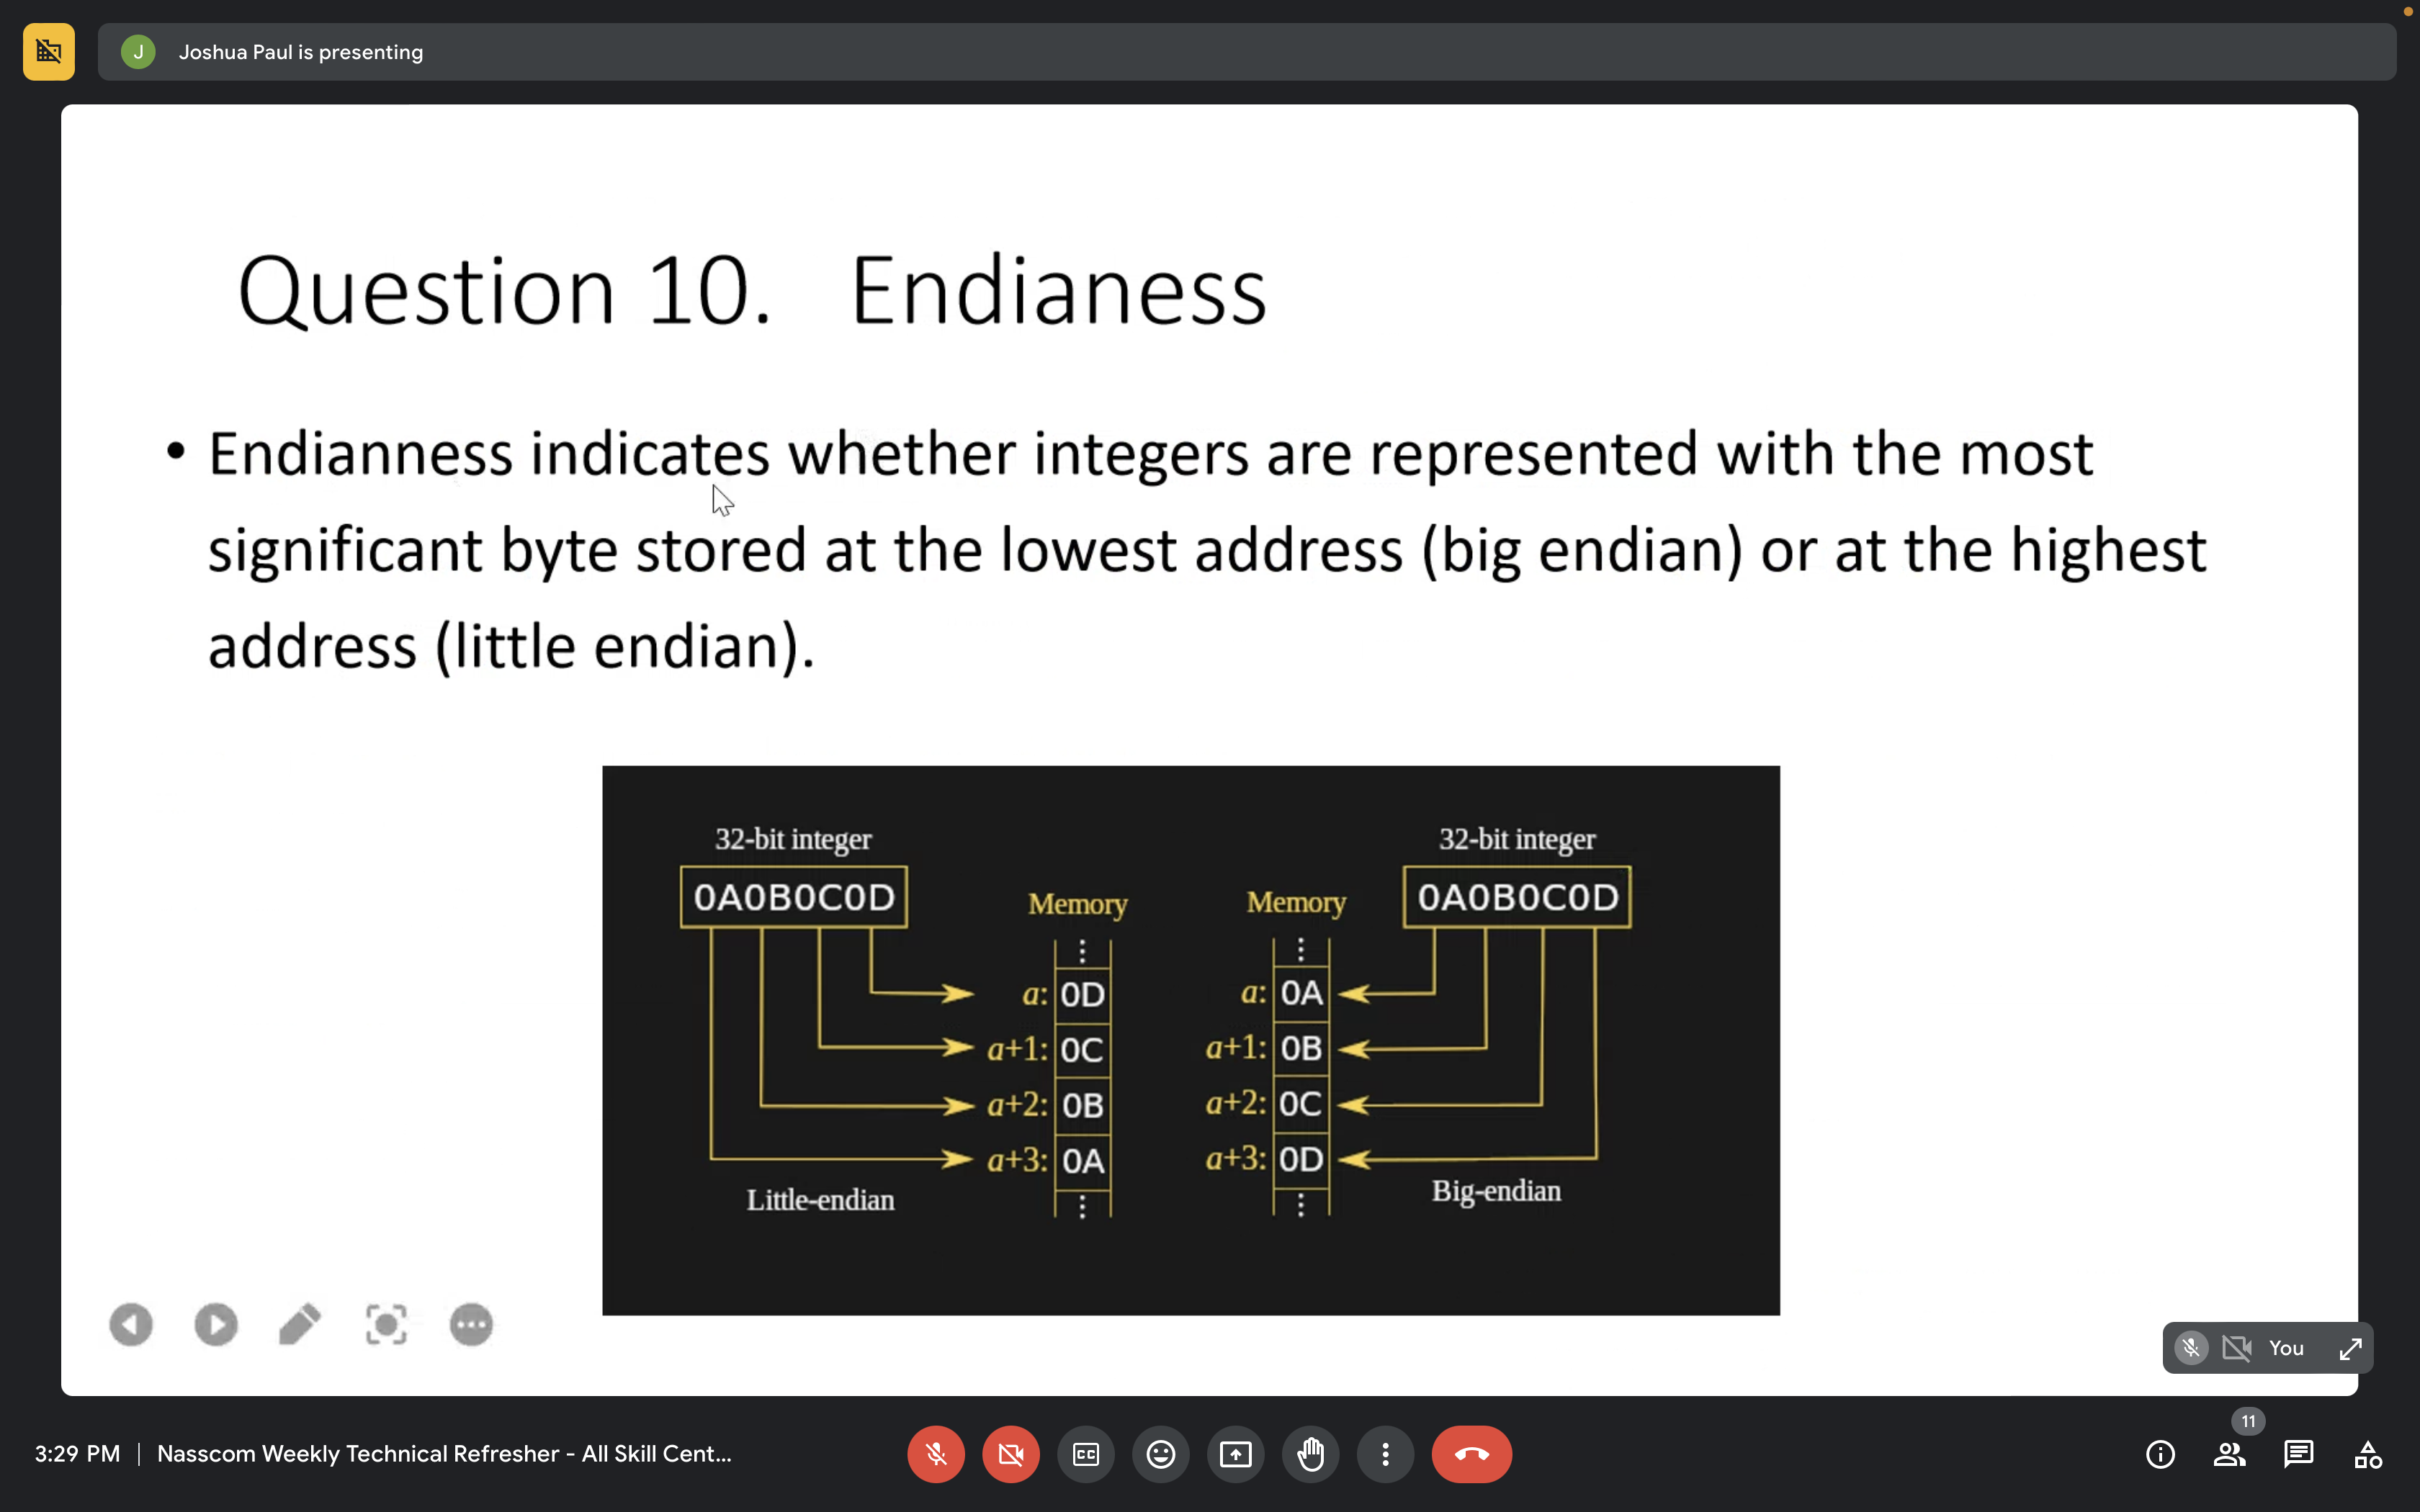 J Joshua Paul is presenting
Question 10. Endianess
• Endianness indicates whether integers are represented with the most
significant byte stored at the lowest address (big endian) or at the highest
address (little endian).
32-bit integer
0A0B0C0D
Memory
a: 0D
a+1: 0C
a+2: 0B
a+3: 0A
Little-endian
32-bit integer
0A0B0C0D
Memory
a: 0A
a+1: 0B
a+2: 0C
a+3: 0D
Big-endian
You
3:29 PM | Nasscom Weekly Technical Refresher - All Skill Cent...
CC
11